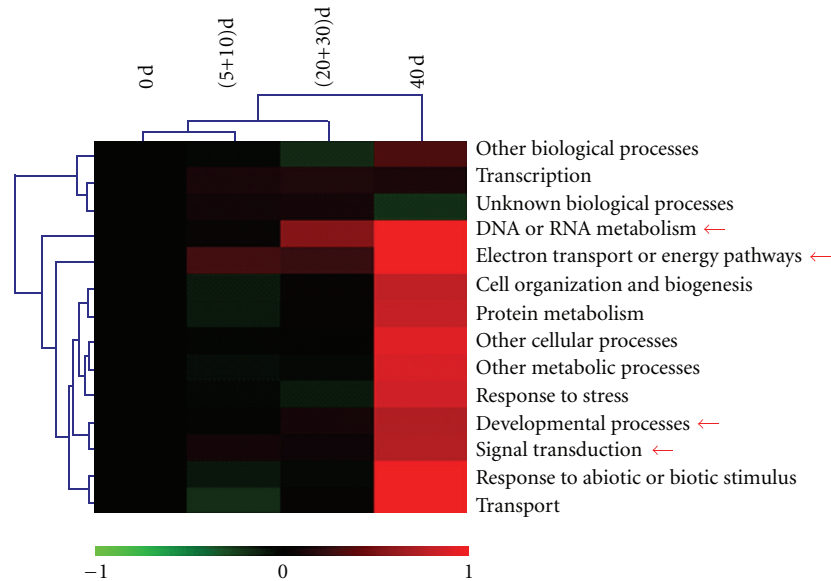 0 d
(5+10) d
(20+30) d
40 d
Other biological processes
Transcription
Unknown biological processes
DNA or RNA metabolism ←
Electron transport or energy pathways ←
Cell organization and biogenesis
Protein metabolism
Other cellular processes
Other metabolic processes
Response to stress
Developmental processes ←
Signal transduction ←
Response to abiotic or biotic stimulus
Transport
−1 0 1